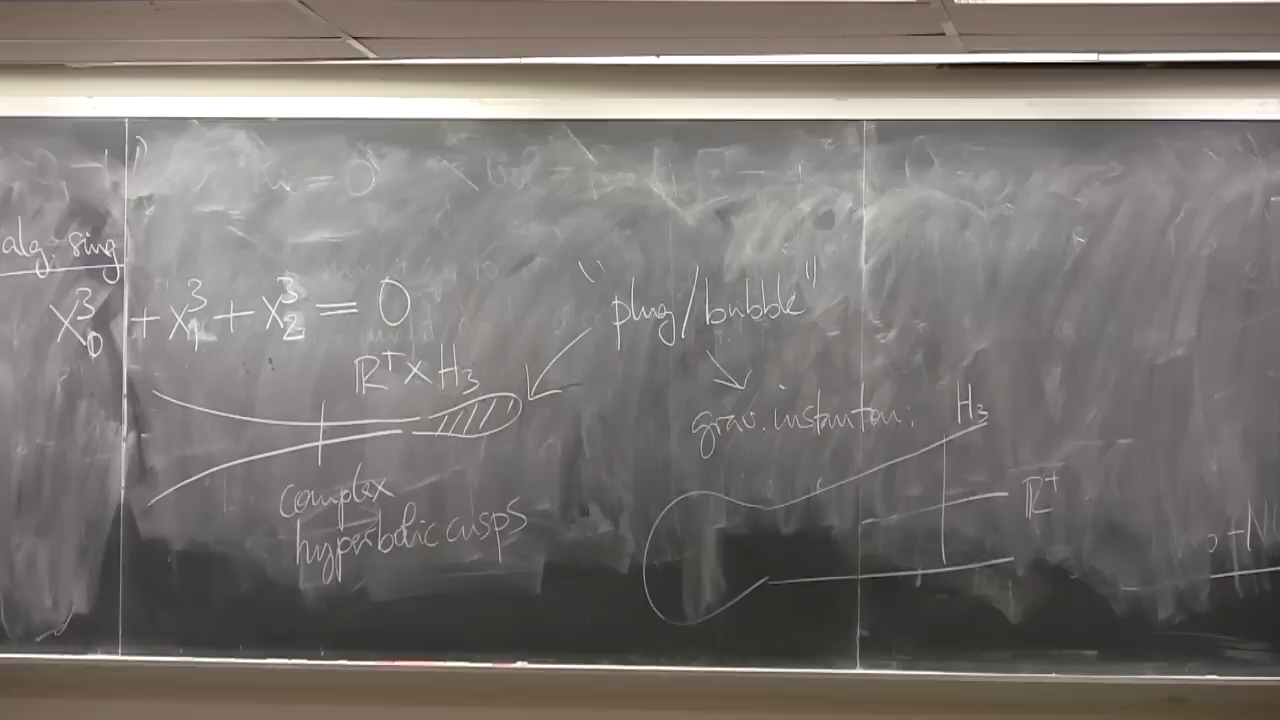 alg. sing
X₀³ + X₁³ + X₂³ = 0
"plug/bubble"
ℝ⁺ × H₃
grav. instanton:
H₃
complex
hyperbolic cusps
ℝ⁺